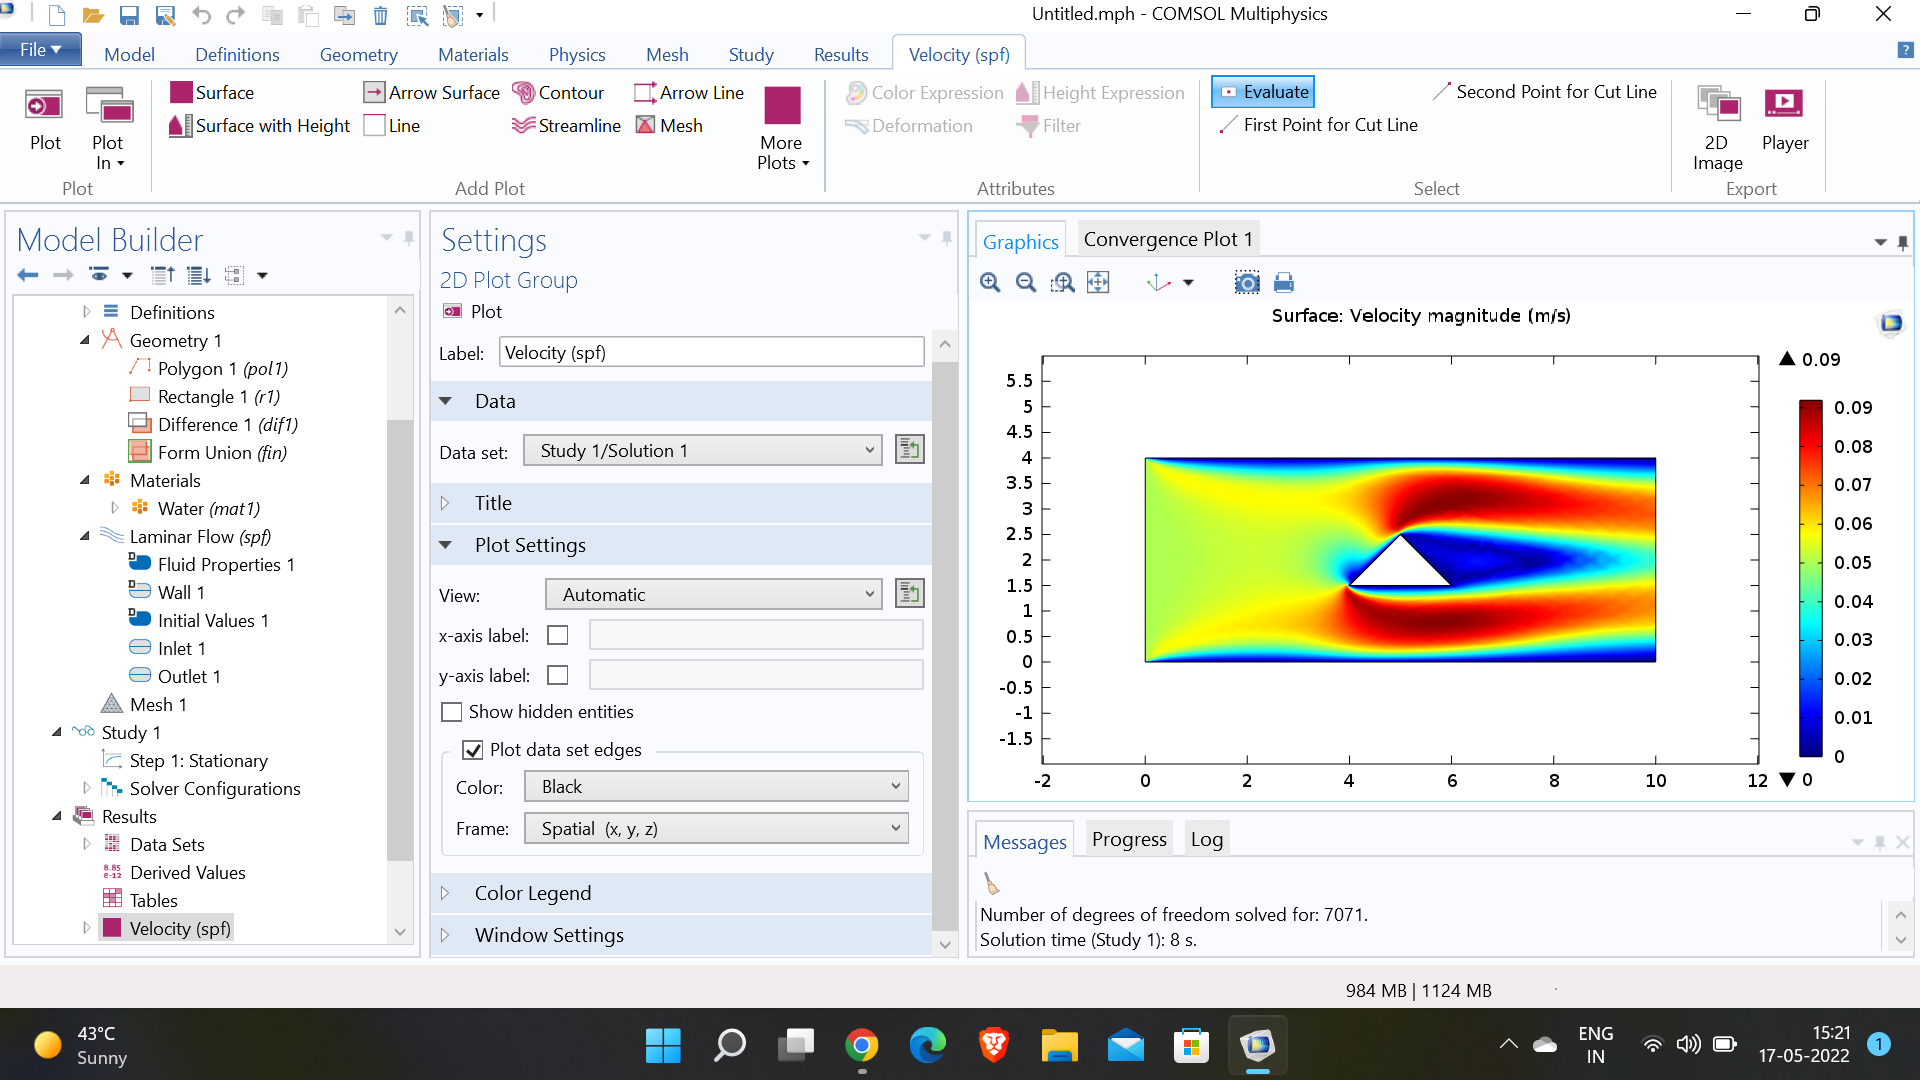 Untitled.mph - COMSOL Multiphysics
File Model Definitions Geometry Materials Physics Mesh Study Results Velocity (spf)
Surface Arrow Surface Contour Arrow Line
Surface with Height Line Streamline Mesh
Plot
Plot In
More Plots
Color Expression Height Expression
Deformation Filter
Evaluate Second Point for Cut Line
First Point for Cut Line
2D Image
Player
Plot Add Plot Attributes Select Export
Model Builder
Definitions
Geometry 1
Polygon 1 (pol1)
Rectangle 1 (r1)
Difference 1 (dif1)
Form Union (fin)
Materials
Water (mat1)
Laminar Flow (spf)
Fluid Properties 1
Wall 1
Initial Values 1
Inlet 1
Outlet 1
Mesh 1
Study 1
Step 1: Stationary
Solver Configurations
Results
Data Sets
8.85
e-12
Derived Values
Tables
Velocity (spf)
Settings
2D Plot Group
Plot
Label: Velocity (spf)
Data
Data set: Study 1/Solution 1
Title
Plot Settings
View: Automatic
x-axis label:
y-axis label:
Show hidden entities
Plot data set edges
Color: Black
Frame: Spatial (x, y, z)
Color Legend
Window Settings
Graphics Convergence Plot 1
Surface: Velocity magnitude (m/s)
5.5
5
4.5
4
3.5
3
2.5
2
1.5
1
0.5
0
-0.5
-1
-1.5
-2 0 2 4 6 8 10 12
▲ 0.09
0.09
0.08
0.07
0.06
0.05
0.04
0.03
0.02
0.01
0
▼ 0
Messages Progress Log
Number of degrees of freedom solved for: 7071.
Solution time (Study 1): 8 s.
984 MB | 1124 MB
43°C
Sunny
ENG
IN
15:21
17-05-2022
1